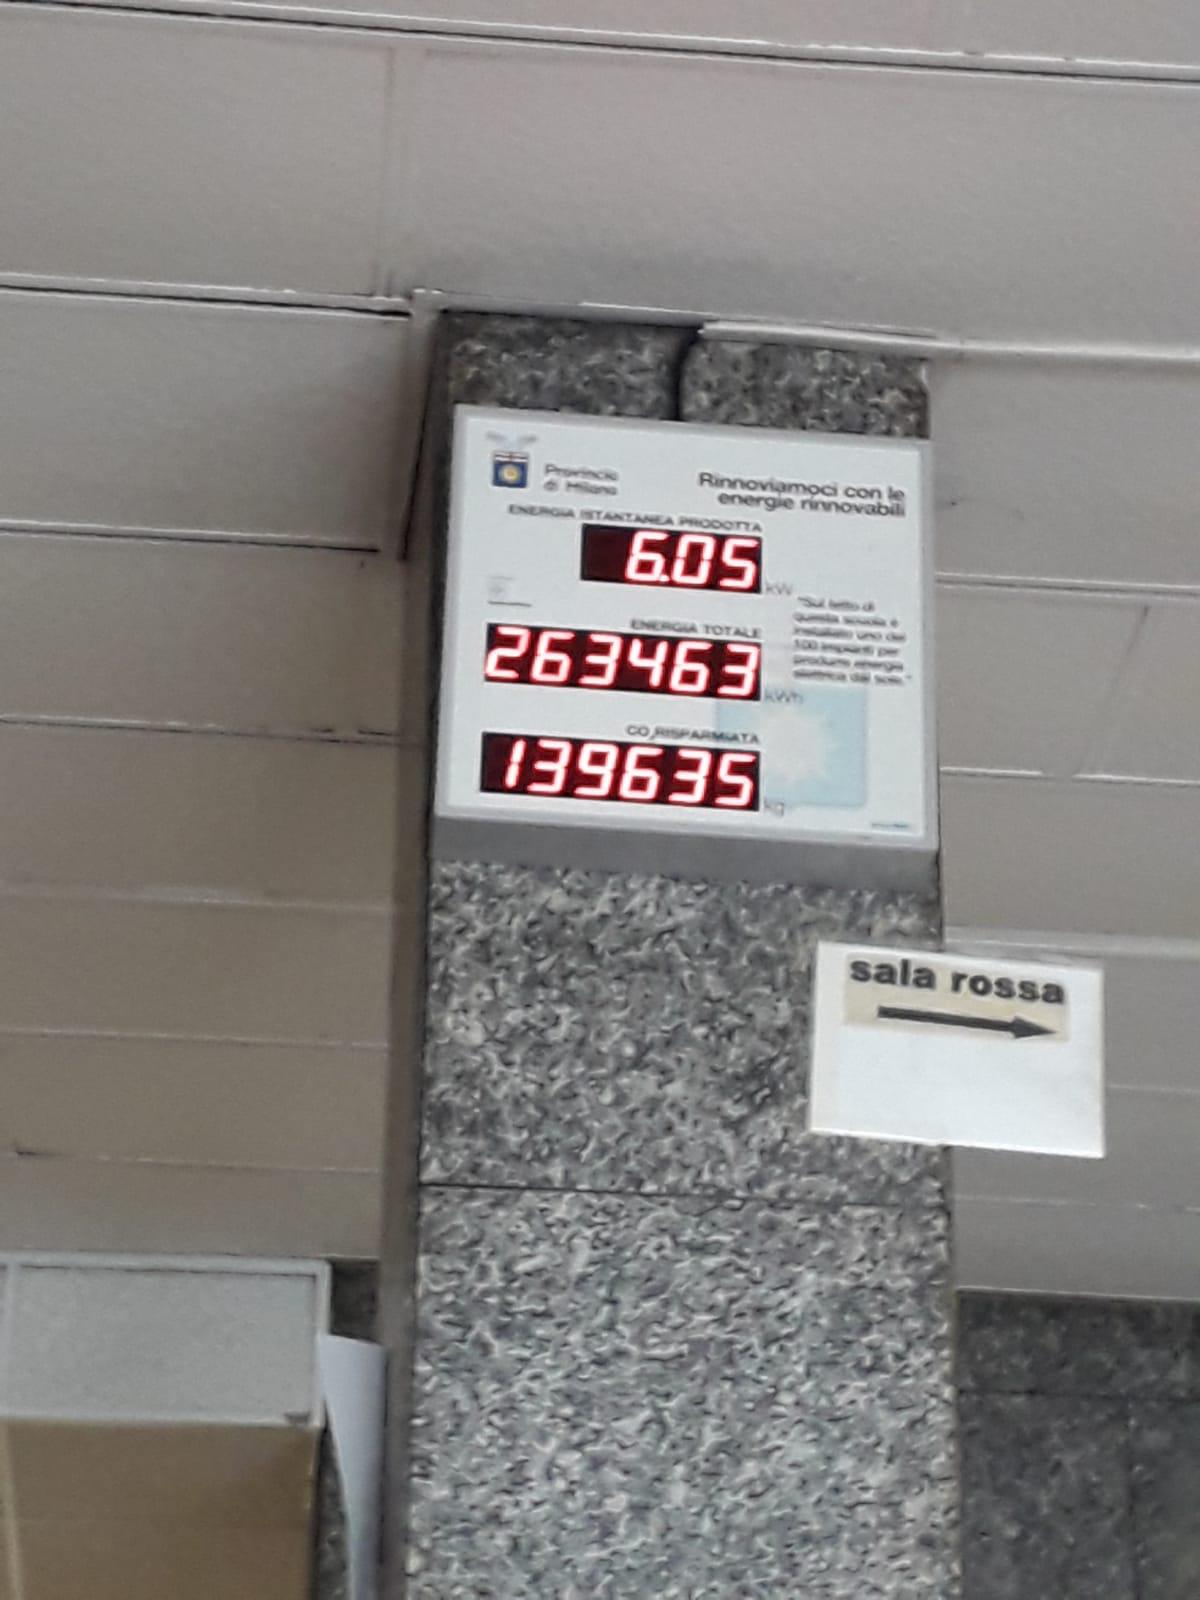 Provincia
di Milano
Rinnoviamoci con le
energie rinnovabili
ENERGIA ISTANTANEA PRODOTTA
6.05 kW
"Sul tetto di
questa scuola è
installato uno dei
100 impianti per
produrre energia
elettrica dal sole."
ENERGIA TOTALE
263463 kWh
CO₂RISPARMIATA
139635 kg
sala rossa